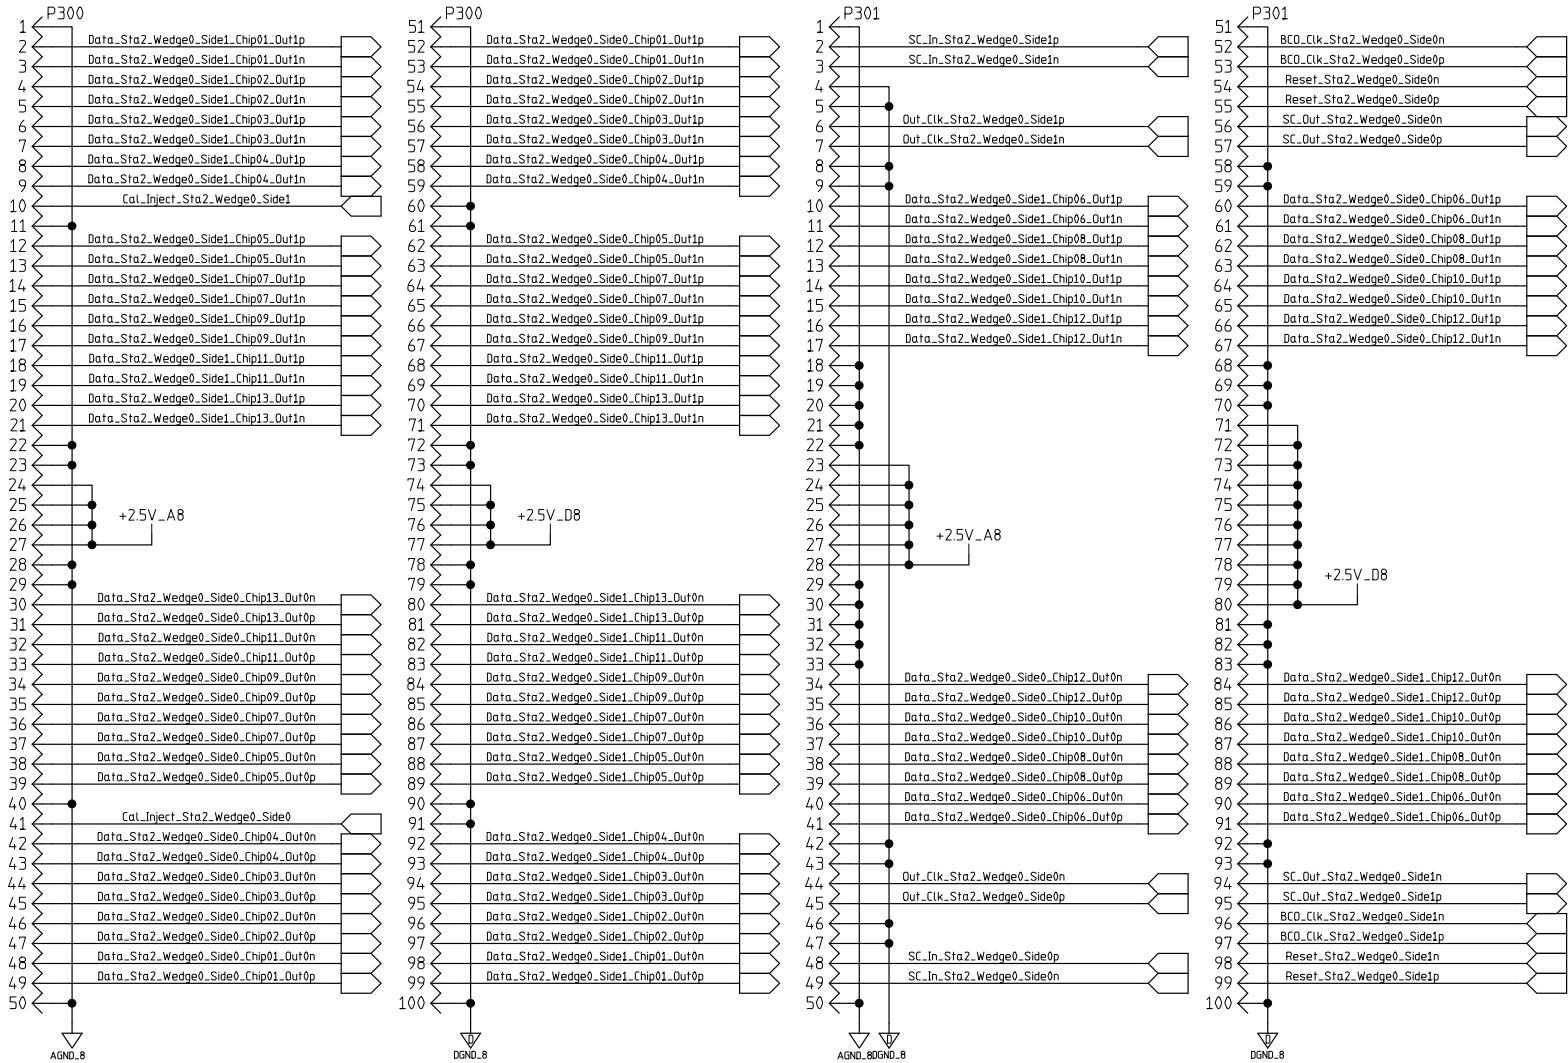 P300
1
2 Data_Sta2_Wedge0_Side1_Chip01_Out1p
3 Data_Sta2_Wedge0_Side1_Chip01_Out1n
4 Data_Sta2_Wedge0_Side1_Chip02_Out1p
5 Data_Sta2_Wedge0_Side1_Chip02_Out1n
6 Data_Sta2_Wedge0_Side1_Chip03_Out1p
7 Data_Sta2_Wedge0_Side1_Chip03_Out1n
8 Data_Sta2_Wedge0_Side1_Chip04_Out1p
9 Data_Sta2_Wedge0_Side1_Chip04_Out1n
10 Cal_Inject_Sta2_Wedge0_Side1
11
12 Data_Sta2_Wedge0_Side1_Chip05_Out1p
13 Data_Sta2_Wedge0_Side1_Chip05_Out1n
14 Data_Sta2_Wedge0_Side1_Chip07_Out1p
15 Data_Sta2_Wedge0_Side1_Chip07_Out1n
16 Data_Sta2_Wedge0_Side1_Chip09_Out1p
17 Data_Sta2_Wedge0_Side1_Chip09_Out1n
18 Data_Sta2_Wedge0_Side1_Chip11_Out1p
19 Data_Sta2_Wedge0_Side1_Chip11_Out1n
20 Data_Sta2_Wedge0_Side1_Chip13_Out1p
21 Data_Sta2_Wedge0_Side1_Chip13_Out1n
22
23
24
25
26 +2.5V_A8
27
28
29
30 Data_Sta2_Wedge0_Side0_Chip13_Out0n
31 Data_Sta2_Wedge0_Side0_Chip13_Out0p
32 Data_Sta2_Wedge0_Side0_Chip11_Out0n
33 Data_Sta2_Wedge0_Side0_Chip11_Out0p
34 Data_Sta2_Wedge0_Side0_Chip09_Out0n
35 Data_Sta2_Wedge0_Side0_Chip09_Out0p
36 Data_Sta2_Wedge0_Side0_Chip07_Out0n
37 Data_Sta2_Wedge0_Side0_Chip07_Out0p
38 Data_Sta2_Wedge0_Side0_Chip05_Out0n
39 Data_Sta2_Wedge0_Side0_Chip05_Out0p
40
41 Cal_Inject_Sta2_Wedge0_Side0
42 Data_Sta2_Wedge0_Side0_Chip04_Out0n
43 Data_Sta2_Wedge0_Side0_Chip04_Out0p
44 Data_Sta2_Wedge0_Side0_Chip03_Out0n
45 Data_Sta2_Wedge0_Side0_Chip03_Out0p
46 Data_Sta2_Wedge0_Side0_Chip02_Out0n
47 Data_Sta2_Wedge0_Side0_Chip02_Out0p
48 Data_Sta2_Wedge0_Side0_Chip01_Out0n
49 Data_Sta2_Wedge0_Side0_Chip01_Out0p
50
AGND_8
P300
51
52 Data_Sta2_Wedge0_Side0_Chip01_Out1p
53 Data_Sta2_Wedge0_Side0_Chip01_Out1n
54 Data_Sta2_Wedge0_Side0_Chip02_Out1p
55 Data_Sta2_Wedge0_Side0_Chip02_Out1n
56 Data_Sta2_Wedge0_Side0_Chip03_Out1p
57 Data_Sta2_Wedge0_Side0_Chip03_Out1n
58 Data_Sta2_Wedge0_Side0_Chip04_Out1p
59 Data_Sta2_Wedge0_Side0_Chip04_Out1n
60
61
62 Data_Sta2_Wedge0_Side0_Chip05_Out1p
63 Data_Sta2_Wedge0_Side0_Chip05_Out1n
64 Data_Sta2_Wedge0_Side0_Chip07_Out1p
65 Data_Sta2_Wedge0_Side0_Chip07_Out1n
66 Data_Sta2_Wedge0_Side0_Chip09_Out1p
67 Data_Sta2_Wedge0_Side0_Chip09_Out1n
68 Data_Sta2_Wedge0_Side0_Chip11_Out1p
69 Data_Sta2_Wedge0_Side0_Chip11_Out1n
70 Data_Sta2_Wedge0_Side0_Chip13_Out1p
71 Data_Sta2_Wedge0_Side0_Chip13_Out1n
72
73
74
75
76 +2.5V_D8
77
78
79
80 Data_Sta2_Wedge0_Side1_Chip13_Out0n
81 Data_Sta2_Wedge0_Side1_Chip13_Out0p
82 Data_Sta2_Wedge0_Side1_Chip11_Out0n
83 Data_Sta2_Wedge0_Side1_Chip11_Out0p
84 Data_Sta2_Wedge0_Side1_Chip09_Out0n
85 Data_Sta2_Wedge0_Side1_Chip09_Out0p
86 Data_Sta2_Wedge0_Side1_Chip07_Out0n
87 Data_Sta2_Wedge0_Side1_Chip07_Out0p
88 Data_Sta2_Wedge0_Side1_Chip05_Out0n
89 Data_Sta2_Wedge0_Side1_Chip05_Out0p
90
91
92 Data_Sta2_Wedge0_Side1_Chip04_Out0n
93 Data_Sta2_Wedge0_Side1_Chip04_Out0p
94 Data_Sta2_Wedge0_Side1_Chip03_Out0n
95 Data_Sta2_Wedge0_Side1_Chip03_Out0p
96 Data_Sta2_Wedge0_Side1_Chip02_Out0n
97 Data_Sta2_Wedge0_Side1_Chip02_Out0p
98 Data_Sta2_Wedge0_Side1_Chip01_Out0n
99 Data_Sta2_Wedge0_Side1_Chip01_Out0p
100
D
DGND_8
P301
1
2 SC_In_Sta2_Wedge0_Side1p
3 SC_In_Sta2_Wedge0_Side1n
4
5
6 Out_Clk_Sta2_Wedge0_Side1p
7 Out_Clk_Sta2_Wedge0_Side1n
8
9
10 Data_Sta2_Wedge0_Side1_Chip06_Out1p
11 Data_Sta2_Wedge0_Side1_Chip06_Out1n
12 Data_Sta2_Wedge0_Side1_Chip08_Out1p
13 Data_Sta2_Wedge0_Side1_Chip08_Out1n
14 Data_Sta2_Wedge0_Side1_Chip10_Out1p
15 Data_Sta2_Wedge0_Side1_Chip10_Out1n
16 Data_Sta2_Wedge0_Side1_Chip12_Out1p
17 Data_Sta2_Wedge0_Side1_Chip12_Out1n
18
19
20
21
22
23
24
25
26
27 +2.5V_A8
28
29
30
31
32
33
34 Data_Sta2_Wedge0_Side0_Chip12_Out0n
35 Data_Sta2_Wedge0_Side0_Chip12_Out0p
36 Data_Sta2_Wedge0_Side0_Chip10_Out0n
37 Data_Sta2_Wedge0_Side0_Chip10_Out0p
38 Data_Sta2_Wedge0_Side0_Chip08_Out0n
39 Data_Sta2_Wedge0_Side0_Chip08_Out0p
40 Data_Sta2_Wedge0_Side0_Chip06_Out0n
41 Data_Sta2_Wedge0_Side0_Chip06_Out0p
42
43
44 Out_Clk_Sta2_Wedge0_Side0n
45 Out_Clk_Sta2_Wedge0_Side0p
46
47
48 SC_In_Sta2_Wedge0_Side0p
49 SC_In_Sta2_Wedge0_Side0n
50
D
AGND_8 DGND_8
P301
51
52 BCO_Clk_Sta2_Wedge0_Side0n
53 BCO_Clk_Sta2_Wedge0_Side0p
54 Reset_Sta2_Wedge0_Side0n
55 Reset_Sta2_Wedge0_Side0p
56 SC_Out_Sta2_Wedge0_Side0n
57 SC_Out_Sta2_Wedge0_Side0p
58
59
60 Data_Sta2_Wedge0_Side0_Chip06_Out1p
61 Data_Sta2_Wedge0_Side0_Chip06_Out1n
62 Data_Sta2_Wedge0_Side0_Chip08_Out1p
63 Data_Sta2_Wedge0_Side0_Chip08_Out1n
64 Data_Sta2_Wedge0_Side0_Chip10_Out1p
65 Data_Sta2_Wedge0_Side0_Chip10_Out1n
66 Data_Sta2_Wedge0_Side0_Chip12_Out1p
67 Data_Sta2_Wedge0_Side0_Chip12_Out1n
68
69
70
71
72
73
74
75
76
77
78
79 +2.5V_D8
80
81
82
83
84 Data_Sta2_Wedge0_Side1_Chip12_Out0n
85 Data_Sta2_Wedge0_Side1_Chip12_Out0p
86 Data_Sta2_Wedge0_Side1_Chip10_Out0p
87 Data_Sta2_Wedge0_Side1_Chip10_Out0n
88 Data_Sta2_Wedge0_Side1_Chip08_Out0n
89 Data_Sta2_Wedge0_Side1_Chip08_Out0p
90 Data_Sta2_Wedge0_Side1_Chip06_Out0n
91 Data_Sta2_Wedge0_Side1_Chip06_Out0p
92
93
94 SC_Out_Sta2_Wedge0_Side1n
95 SC_Out_Sta2_Wedge0_Side1p
96 BCO_Clk_Sta2_Wedge0_Side1n
97 BCO_Clk_Sta2_Wedge0_Side1p
98 Reset_Sta2_Wedge0_Side1n
99 Reset_Sta2_Wedge0_Side1p
100
D
DGND_8